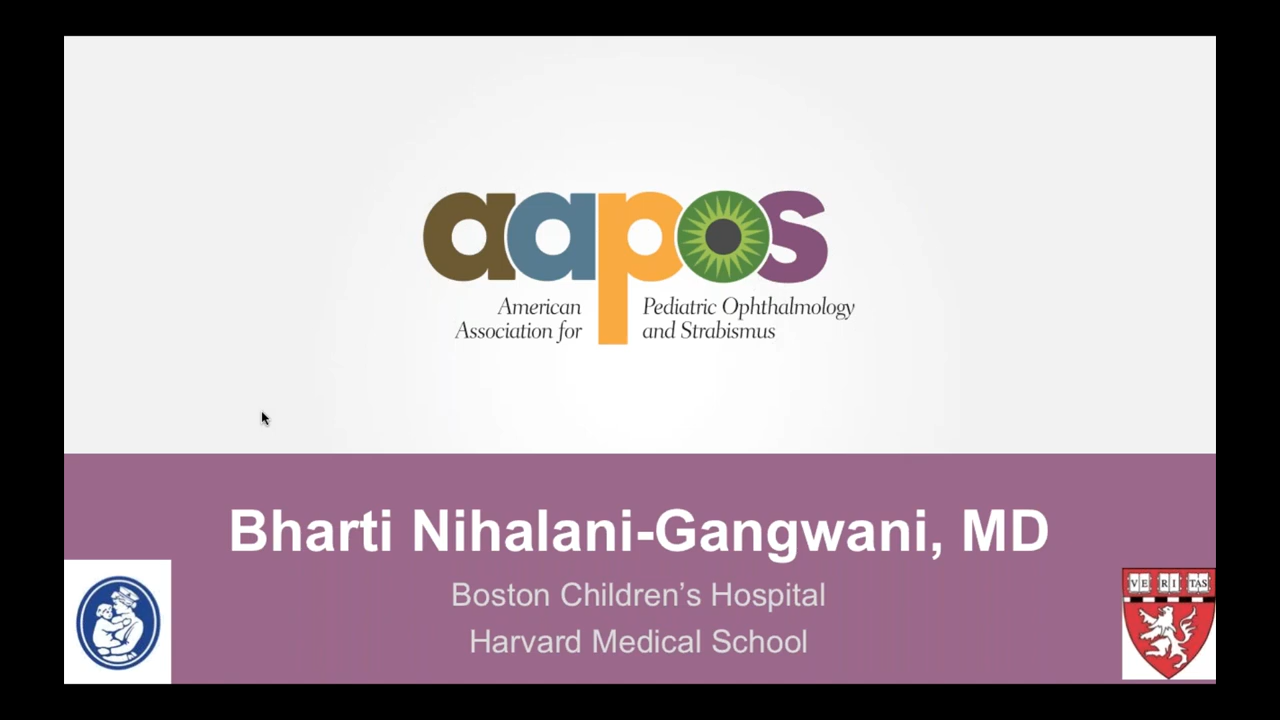 aapos
American
Association for
Pediatric Ophthalmology
and Strabismus
Bharti Nihalani-Gangwani, MD
Boston Children’s Hospital
Harvard Medical School
VE RI TAS